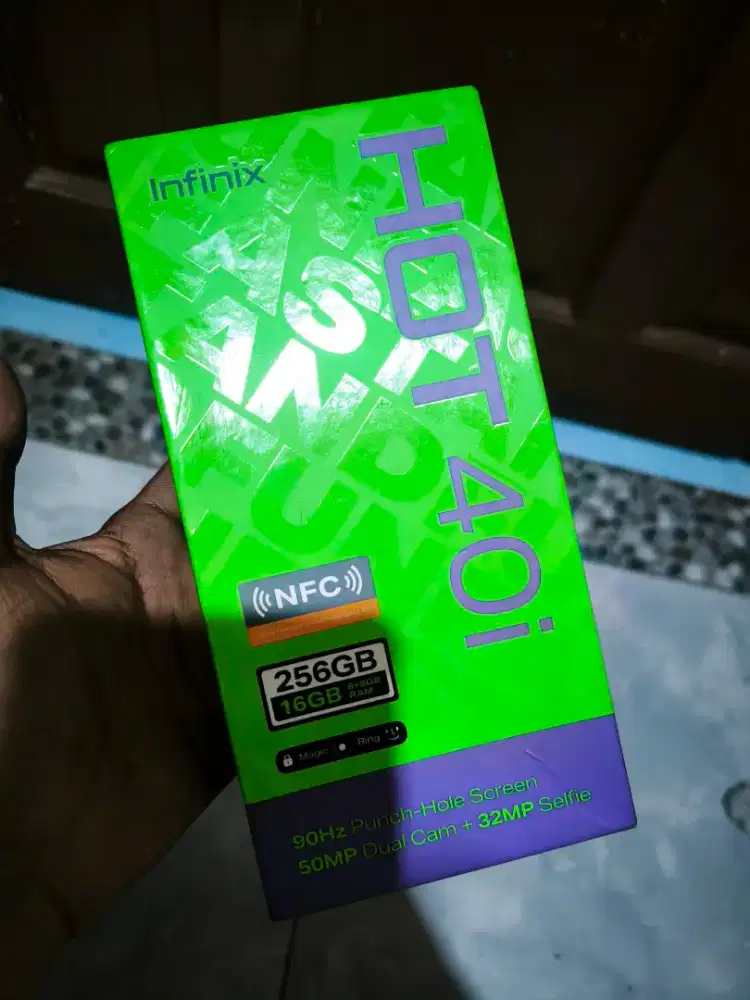 Infinix
HOT 40i
NFC
256GB
16GB 8+8GB
RAM
Magic Ring
90Hz Punch-Hole Screen
50MP Dual Cam + 32MP Selfie